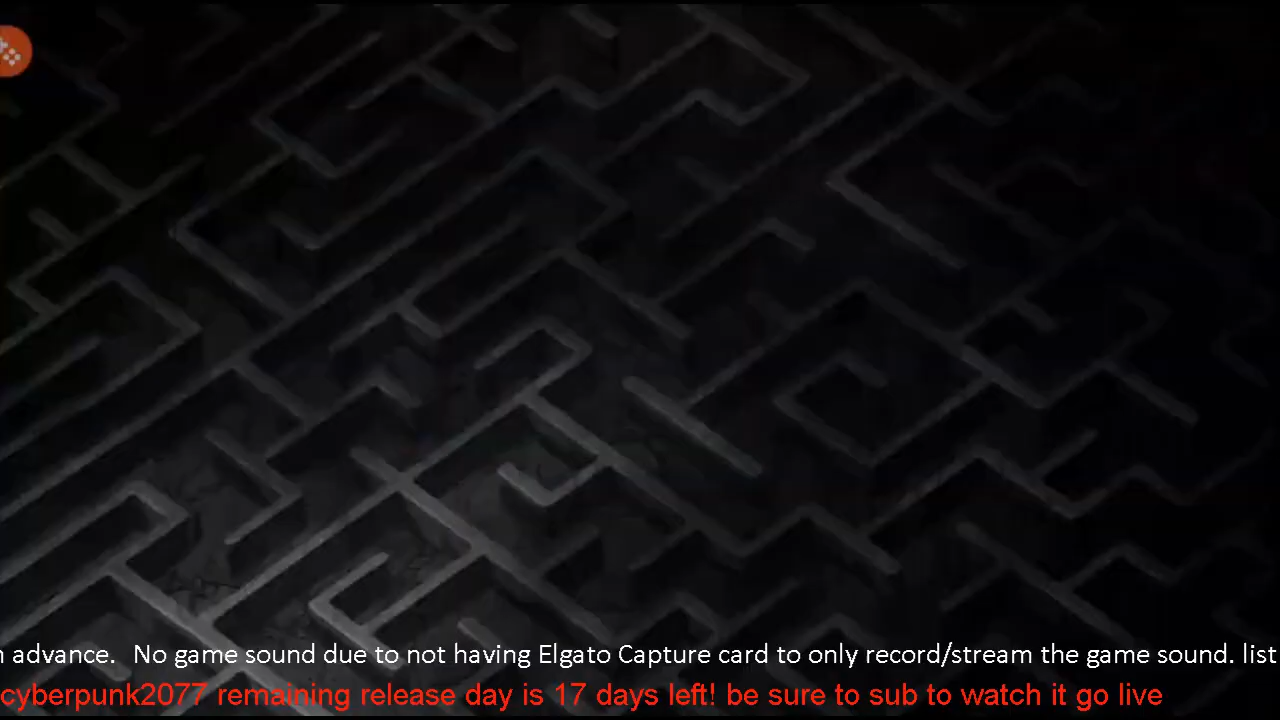 advance. No game sound due to not having Elgato Capture card to only record/stream the game sound. list
cyberpunk2077 remaining release day is 17 days left! be sure to sub to watch it go live